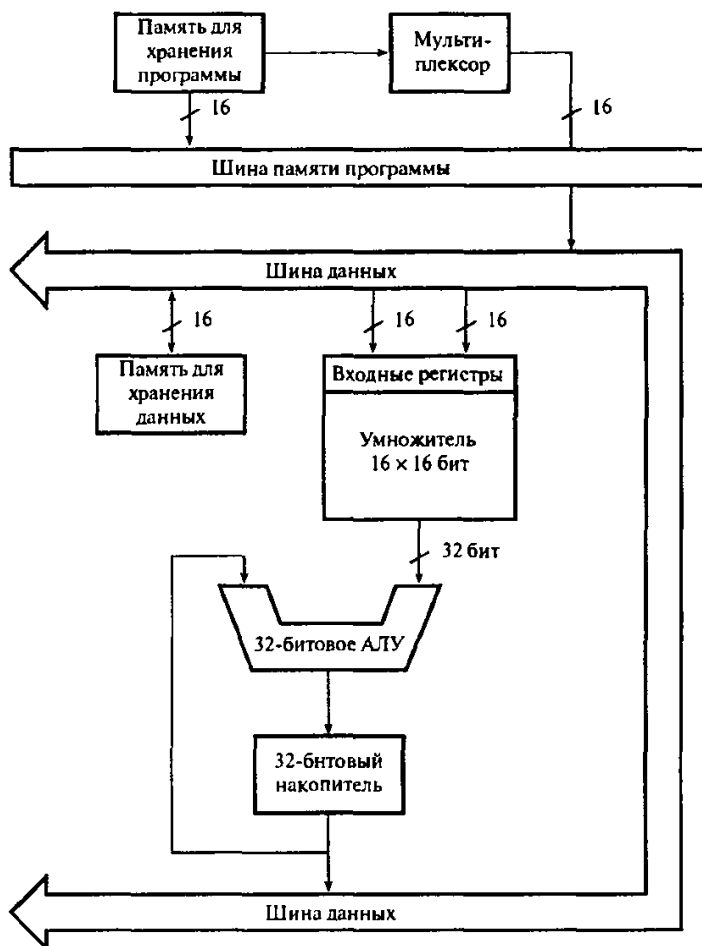 Память для
хранения
программы
Мульти-
плексор
16
16
Шина памяти программы
Шина данных
16
16
16
Память для
хранения
данных
Входные регистры
Умножитель
16 × 16 бит
32 бит
32-битовое АЛУ
32-битовый
накопитель
Шина данных